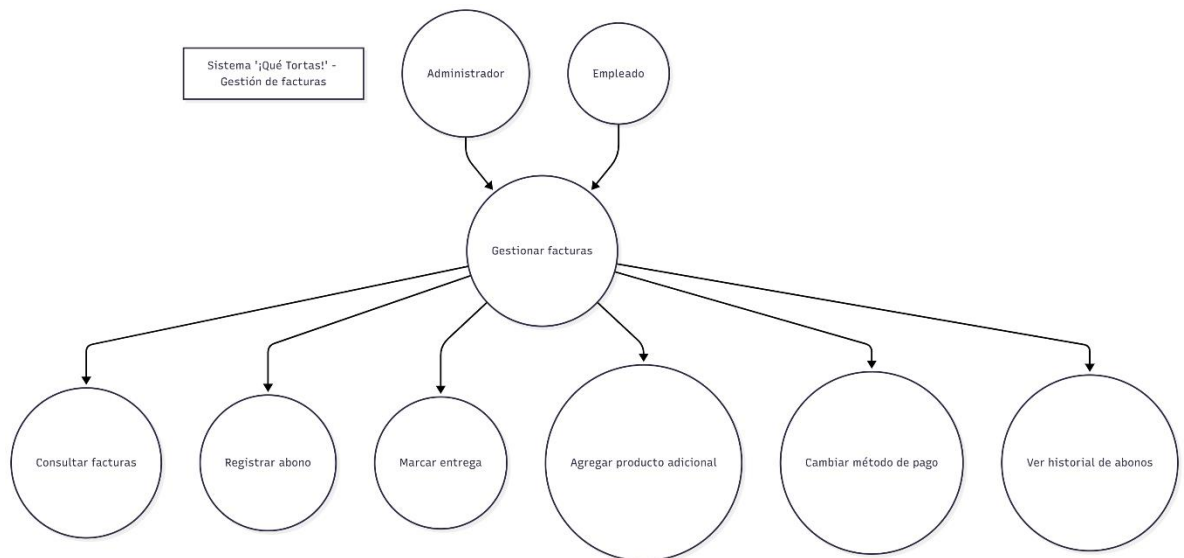 Sistema '¡Qué Tortas!' -
Gestión de facturas
Administrador
Empleado
Gestionar facturas
Consultar facturas
Registrar abono
Marcar entrega
Agregar producto adicional
Cambiar método de pago
Ver historial de abonos